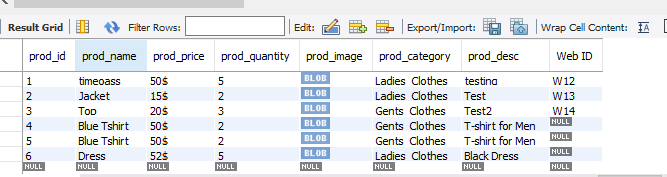 Result Grid Filter Rows: Edit: Export/Import: Wrap Cell Content:
prod_id prod_name prod_price prod_quantity prod_image prod_category prod_desc Web ID
1 timepass 50$ 5 BLOB Ladies Clothes testing W12
2 Jacket 15$ 2 BLOB Ladies Clothes Test W13
3 Top 20$ 3 BLOB Gents Clothes Test2 W14
4 Blue Tshirt 50$ 2 BLOB Gents Clothes T-shirt for Men NULL
5 Blue Tshirt 50$ 2 BLOB Gents Clothes T-shirt for Men NULL
6 Dress 52$ 5 BLOB Ladies Clothes Black Dress NULL
NULL NULL NULL NULL NULL NULL NULL NULL